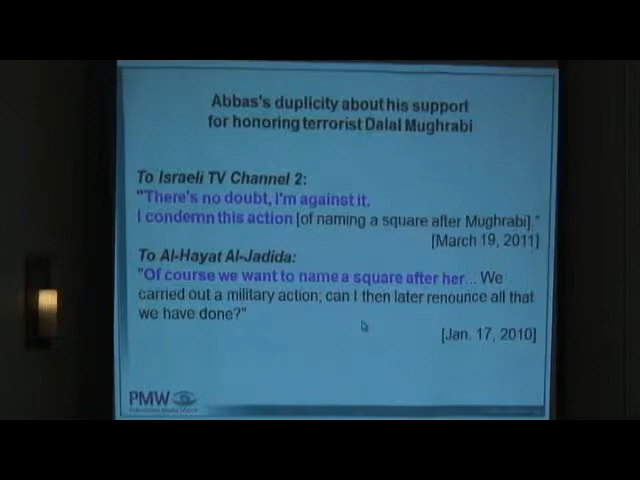 Abbas's duplicity about his support
for honoring terrorist Dalal Mughrabi
To Israeli TV Channel 2:
"There's no doubt, I'm against it.
I condemn this action [of naming a square after Mughrabi]."
[March 19, 2011]
To Al-Hayat Al-Jadida:
"Of course we want to name a square after her... We
carried out a military action; can I then later renounce all that
we have done?"
[Jan. 17, 2010]
PMW
Palestinian Media Watch